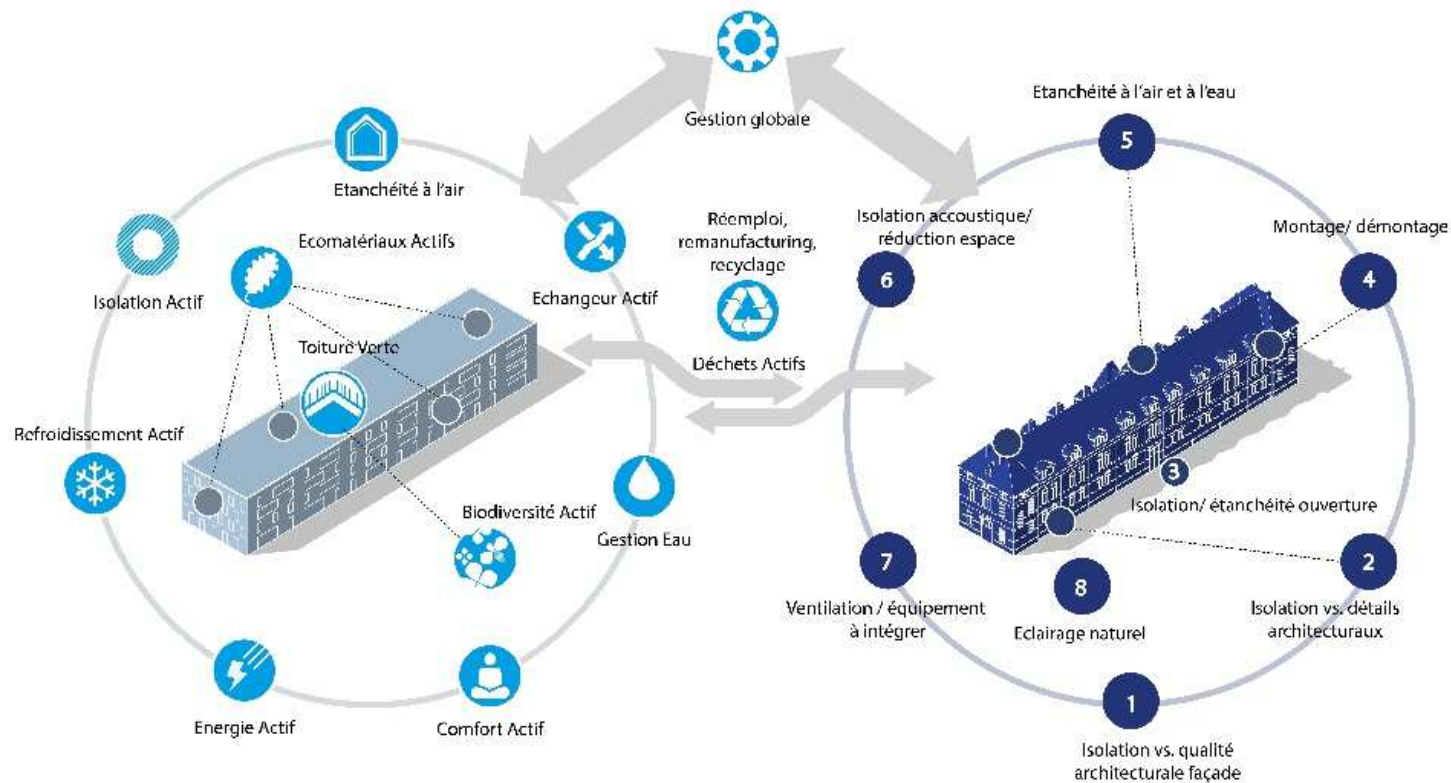 Gestion globale
Etanchéité à l'air
Ecomatériaux Actifs
Isolation Actif
Echangeur Actif
Toiture Verte
Refroidissement Actif
Biodiversité Actif
Gestion Eau
Energie Actif
Comfort Actif
Réemploi,
remanufacturing,
recyclage
Déchets Actifs
Etanchéité à l'air et à l'eau
5
Isolation accoustique/
réduction espace
6
Montage/ démontage
4
3
Isolation/ étanchéité ouverture
7
Ventilation / équipement
à intégrer
8
Eclairage naturel
2
Isolation vs. détails
architecturaux
1
Isolation vs. qualité
architecturale façade